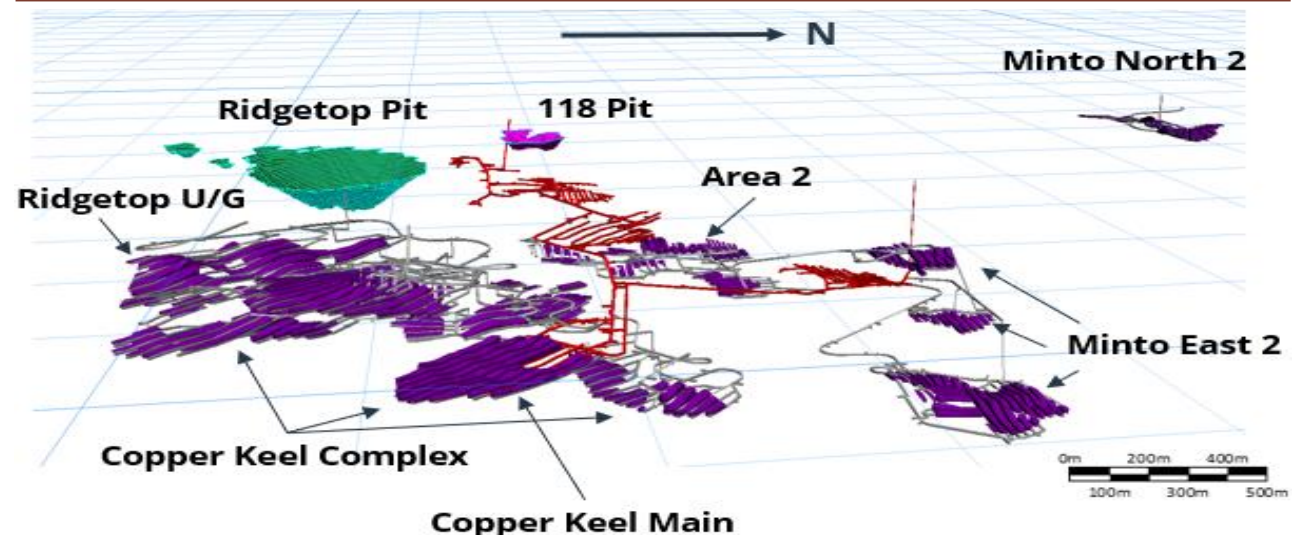 N
Minto North 2
Ridgetop Pit
118 Pit
Area 2
Ridgetop U/G
Minto East 2
Copper Keel Complex
Copper Keel Main
0m 200m 400m
100m 300m 500m